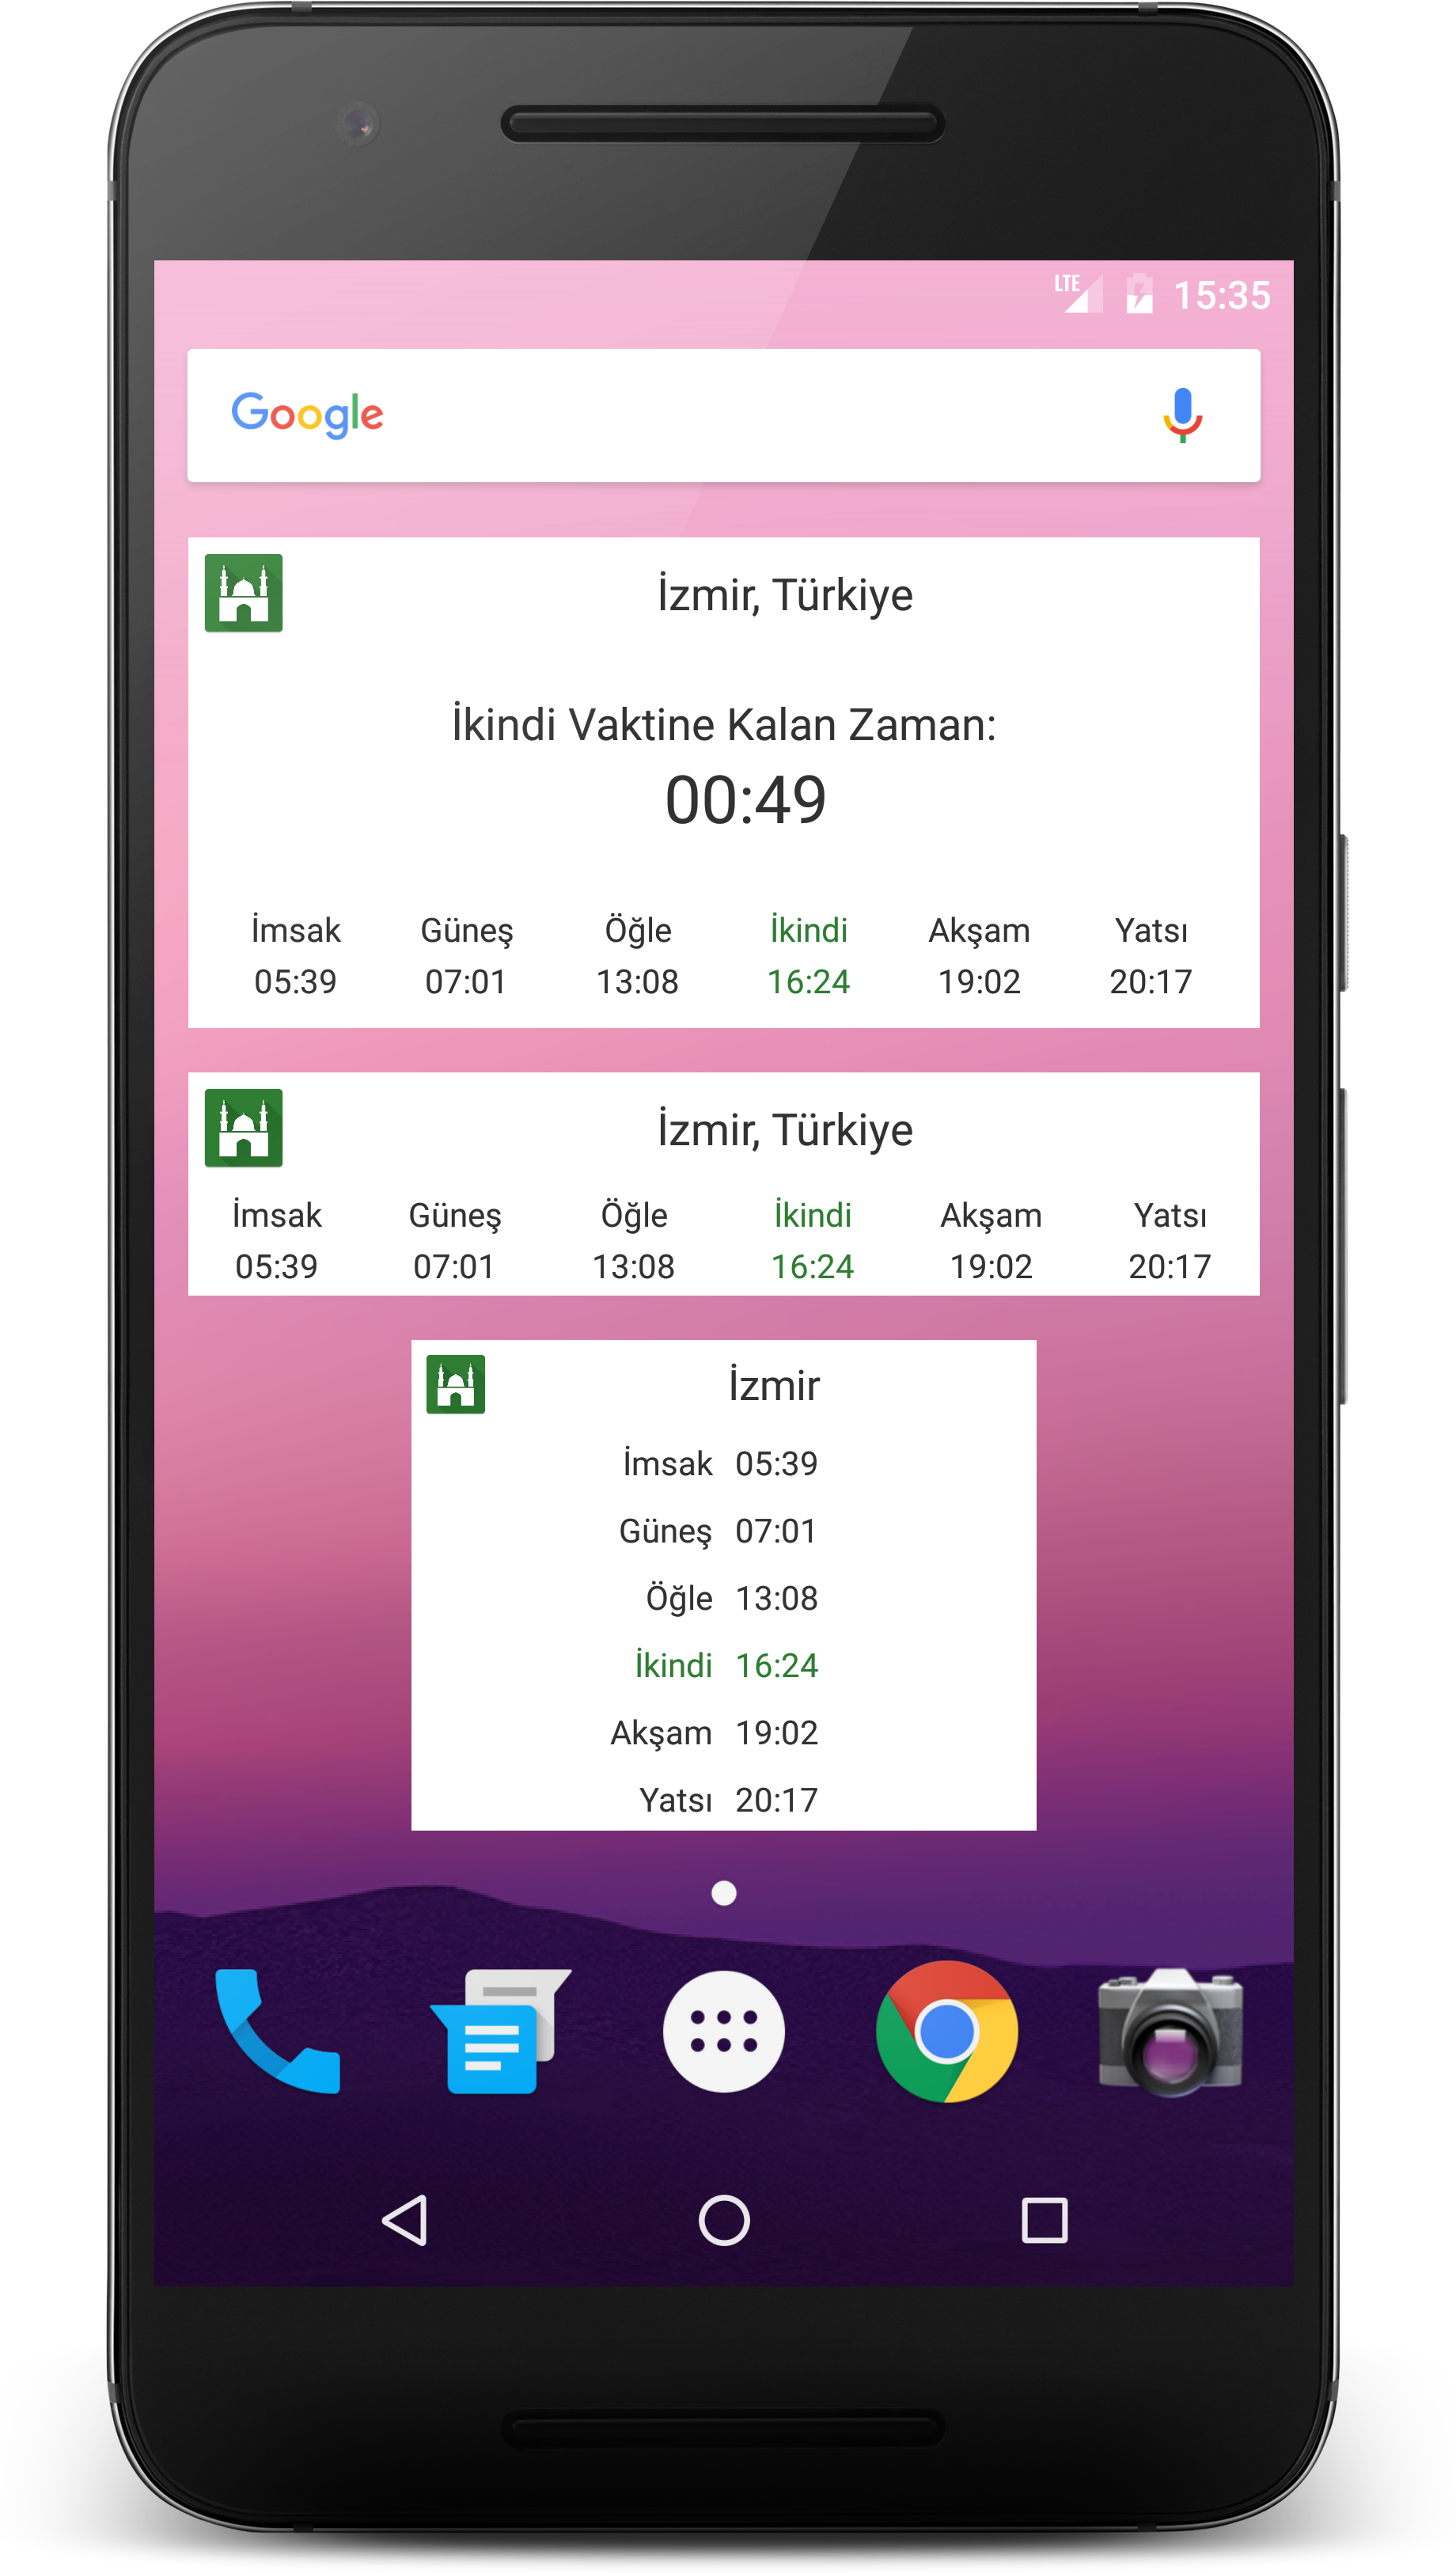 LTE 15:35
Google
İzmir, Türkiye
İkindi Vaktine Kalan Zaman:
00:49
İmsak Güneş Öğle İkindi Akşam Yatsı
05:39 07:01 13:08 16:24 19:02 20:17
İzmir, Türkiye
İmsak Güneş Öğle İkindi Akşam Yatsı
05:39 07:01 13:08 16:24 19:02 20:17
İzmir
İmsak 05:39
Güneş 07:01
Öğle 13:08
İkindi 16:24
Akşam 19:02
Yatsı 20:17